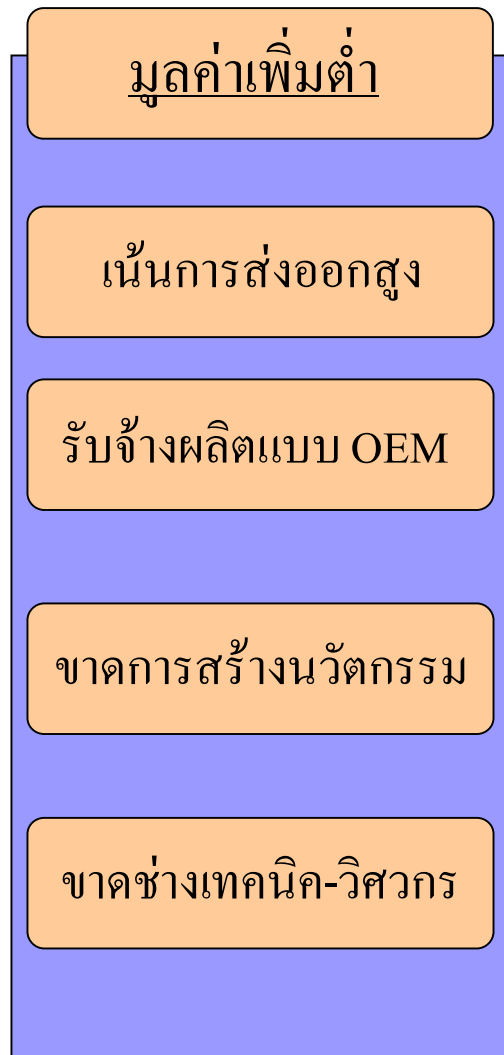 มูลค่าเพิ่มต่ำ
เน้นการส่งออกสูง
รับจ้างผลิตแบบ OEM
ขาดการสร้างนวัตกรรม
ขาดช่างเทคนิค-วิศวกร